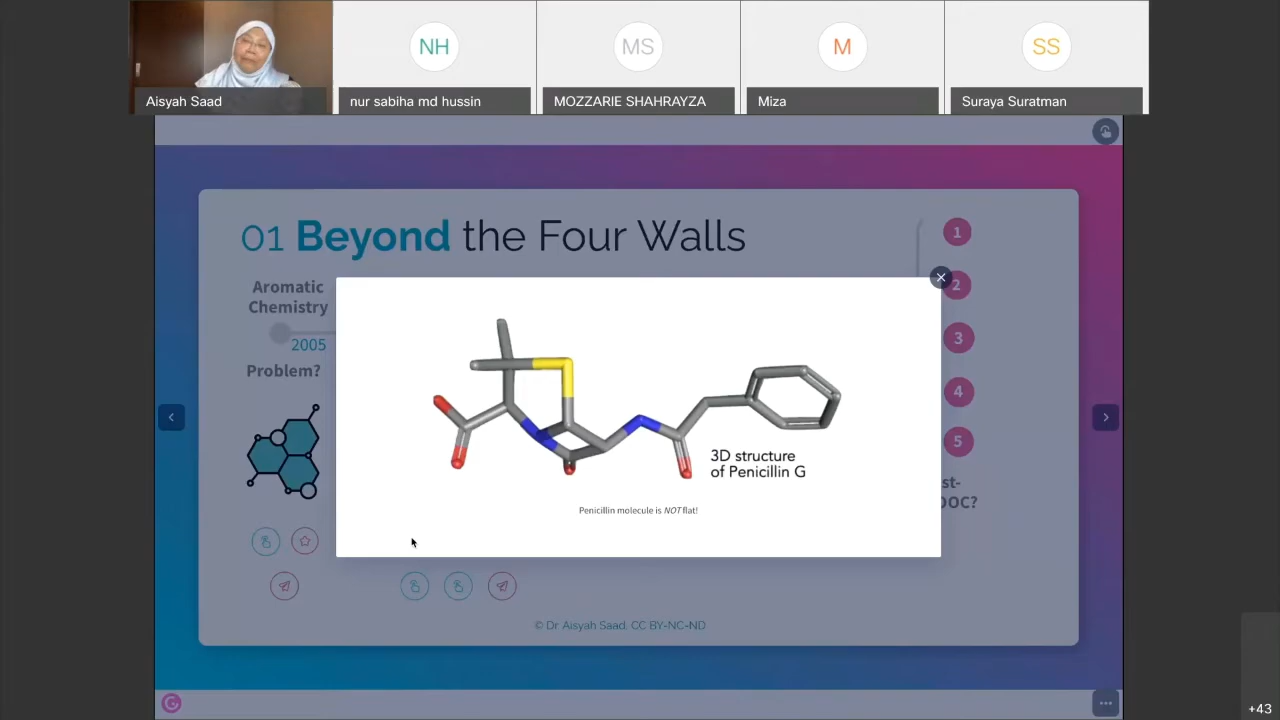 NH
MS
M
SS
Aisyah Saad
nur sabiha md hussin
MOZZARIE SHAHRAYZA
Miza
Suraya Suratman
01 Beyond the Four Walls
Aromatic
Chemistry
2005
Problem?
3D structure
of Penicillin G
Penicillin molecule is NOT flat!
1
2
3
4
5
st-
OC?
© Dr Aisyah Saad. CC BY-NC-ND
+43